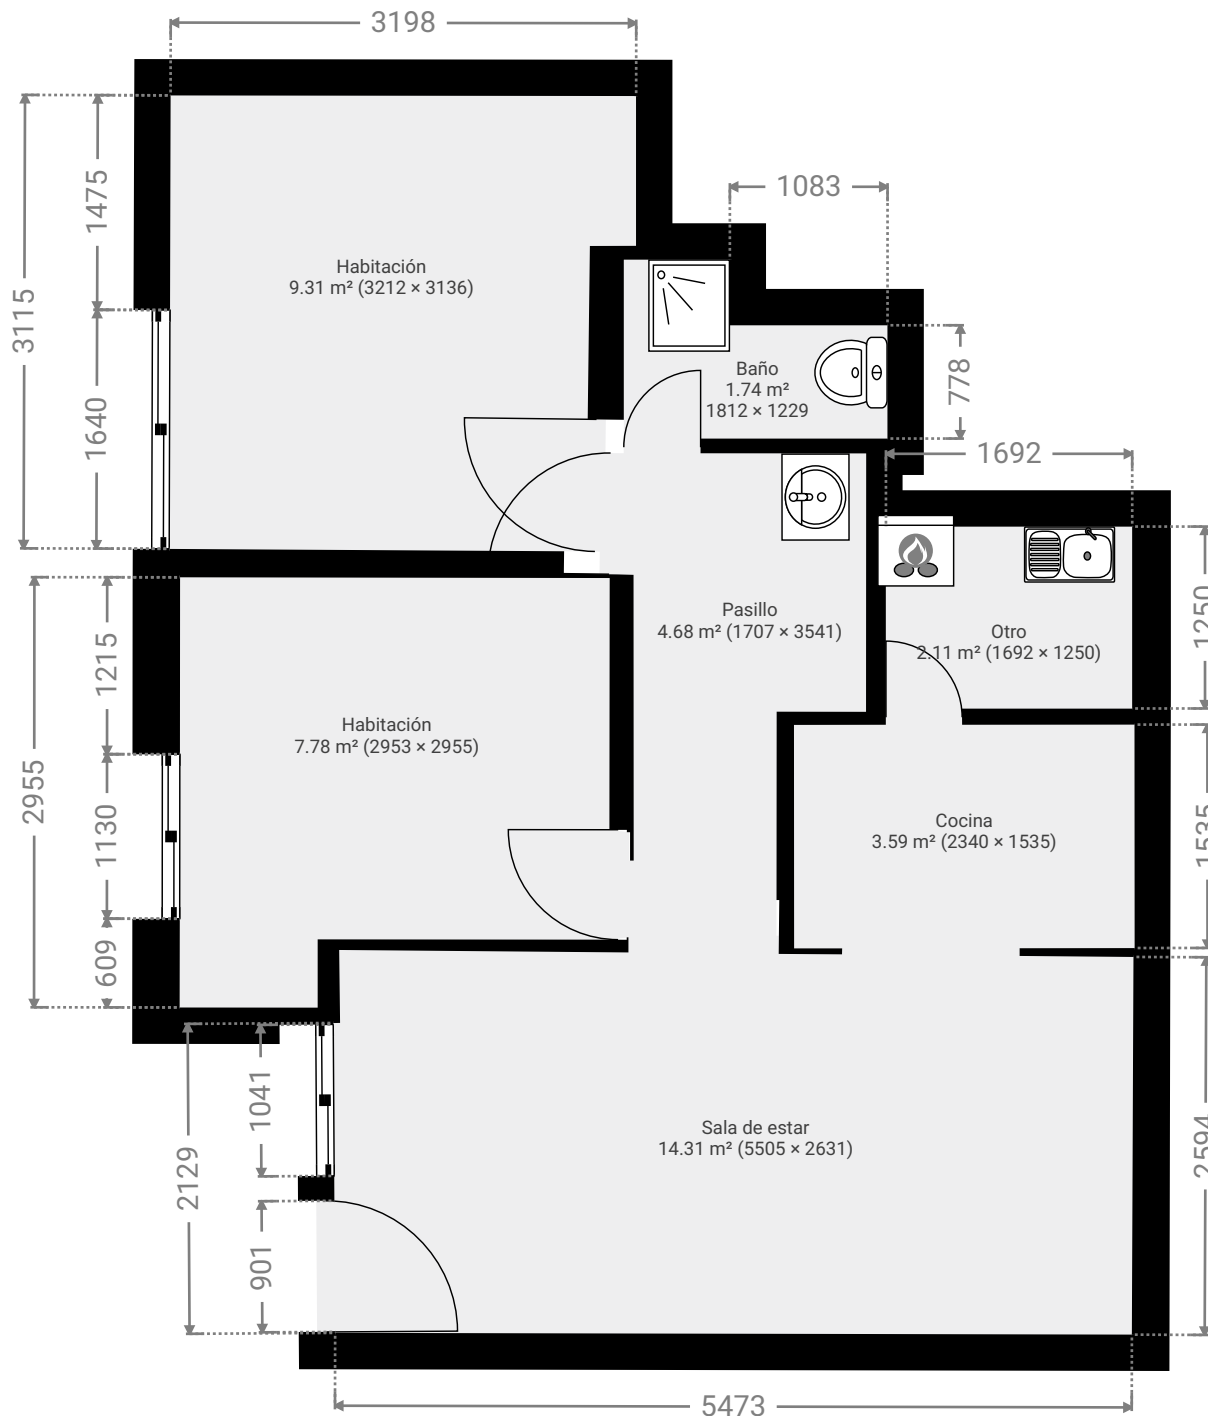 3198
1475
3115
1640
Habitación
9.31 m² (3212 × 3136)
1083
Baño
1.74 m²
1812 × 1229
778
1692
1250
Pasillo
4.68 m² (1707 × 3541)
Otro
2.11 m² (1692 × 1250)
1215
2955
1130
609
Habitación
7.78 m² (2953 × 2955)
Cocina
3.59 m² (2340 × 1535)
1535
2129
1041
901
Sala de estar
14.31 m² (5505 × 2631)
2594
5473